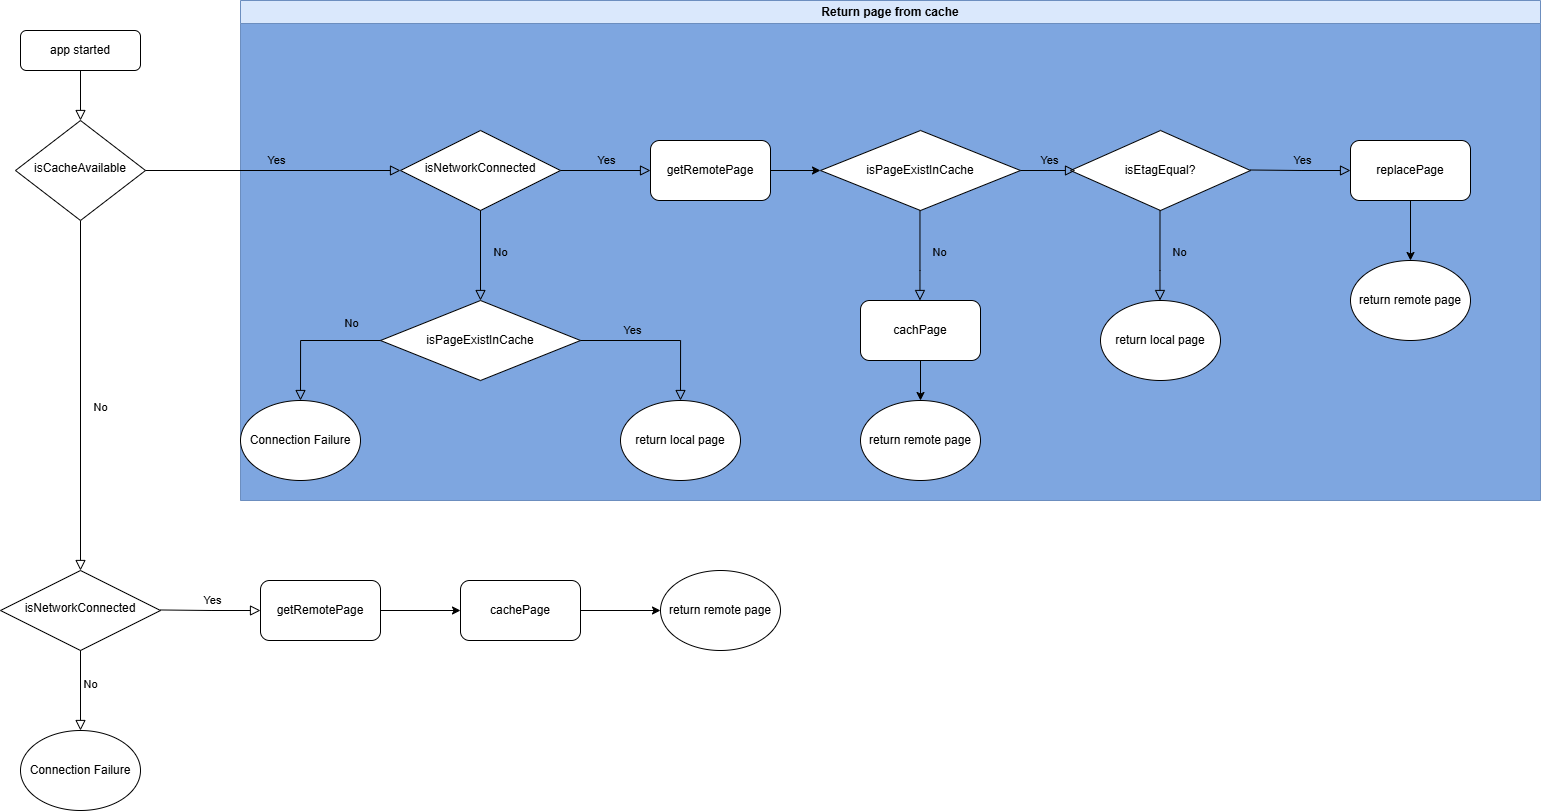 Return page from cache
app started
isCacheAvailable
Yes
isNetworkConnected
Yes
getRemotePage
isPageExistInCache
Yes
isEtagEqual?
Yes
replacePage
No
No
No
return remote page
No
isPageExistInCache
Yes
cachPage
return local page
Connection Failure
return local page
return remote page
No
isNetworkConnected
Yes
getRemotePage
cachePage
return remote page
No
Connection Failure